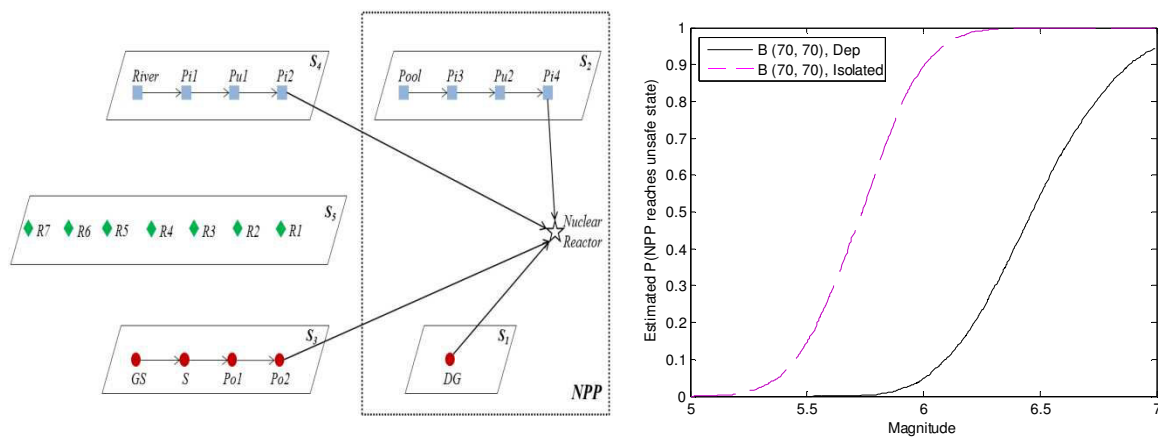 S4
River Pi1 Pu1 Pi2
S2
Pool Pi3 Pu2 Pi4
S5
R7 R6 R5 R4 R3 R2 R1
Nuclear
Reactor
S3
GS S Po1 Po2
S1
DG
NPP
Estimated P(NPP reaches unsafe state)
1
0.9
0.8
0.7
0.6
0.5
0.4
0.3
0.2
0.1
0
B (70, 70), Dep
B (70, 70), Isolated
5 5.5 6 6.5 7
Magnitude